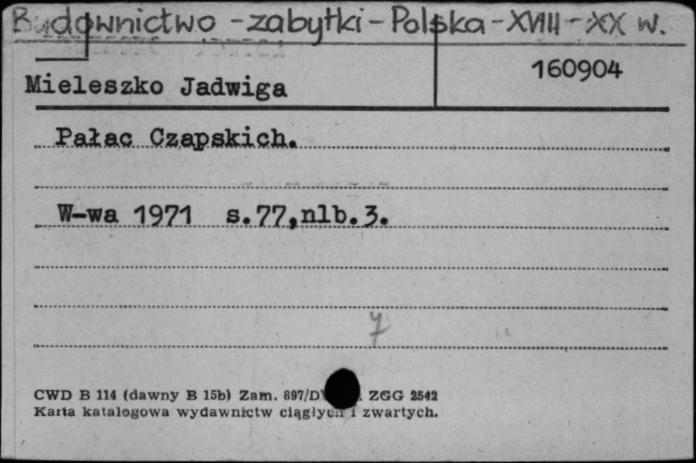 Budownictwo - zabytki - Polska - XVIII - XX w.
160904
Mieleszko Jadwiga
Pałac Czapskich.
W-wa 1971 s.77,nlb.3.
7
CWD B 114 (dawny B 15b) Zam. ZGG 2542
Karta katalogowa wydawnictw ciągłych i zwartych.